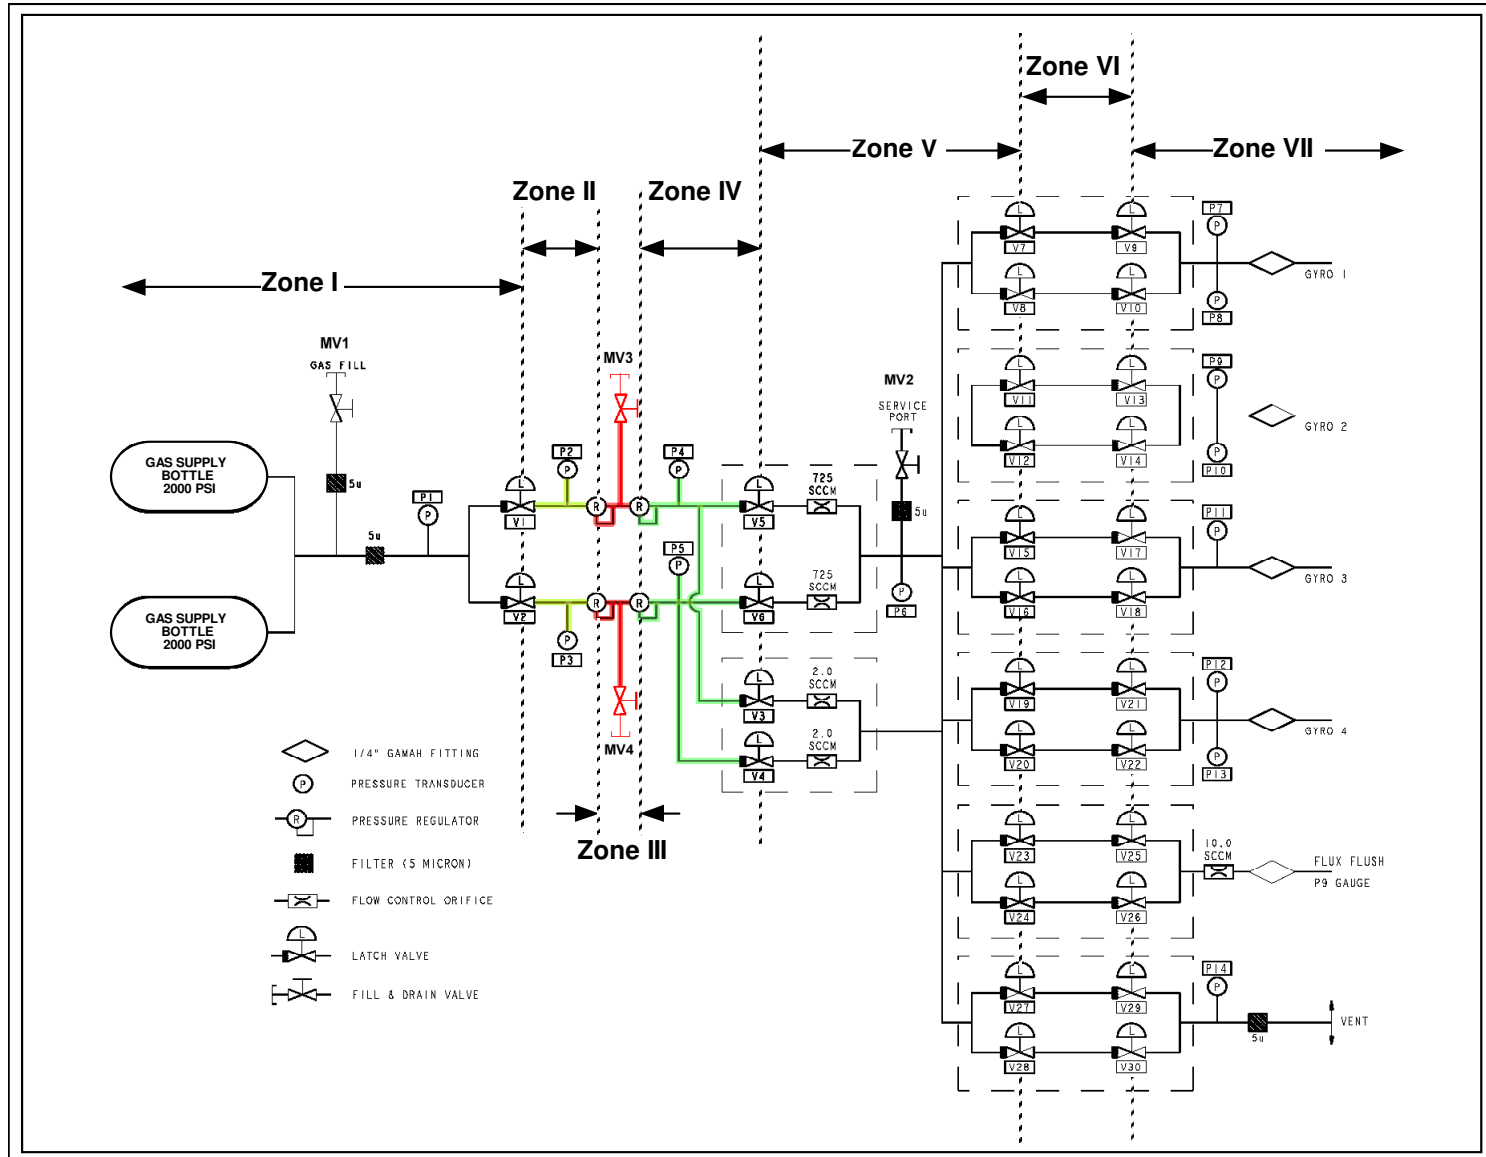 Zone VI
Zone V
Zone VII
Zone II
Zone IV
Zone I
MV1
GAS FILL
5u
GAS SUPPLY
BOTTLE
2000 PSI
GAS SUPPLY
BOTTLE
2000 PSI
5u
P1
P
L
V1
L
V2
P2
P
P
P3
R
R
R
R
MV3
MV4
P4
P
P5
P
Zone III
L
V5
725
SCCM
L
V6
725
SCCM
L
V3
2.0
SCCM
L
V4
2.0
SCCM
MV2
SERVICE
PORT
5u
P
P6
L
V7
L
V9
L
V8
L
V10
P7
P
P
P8
GYRO 1
L
V11
L
V13
L
V12
L
V14
P9
P
P
P10
GYRO 2
L
V15
L
V17
L
V16
L
V18
P11
P
GYRO 3
L
V19
L
V21
L
V20
L
V22
P12
P
P
P13
GYRO 4
L
V23
L
V25
L
V24
L
V26
10.0
SCCM
FLUX FLUSH
P9 GAUGE
L
V27
L
V29
L
V28
L
V30
P14
P
5u
VENT
1/4" GAMAH FITTING
P PRESSURE TRANSDUCER
R PRESSURE REGULATOR
FILTER (5 MICRON)
FLOW CONTROL ORIFICE
L LATCH VALVE
FILL & DRAIN VALVE